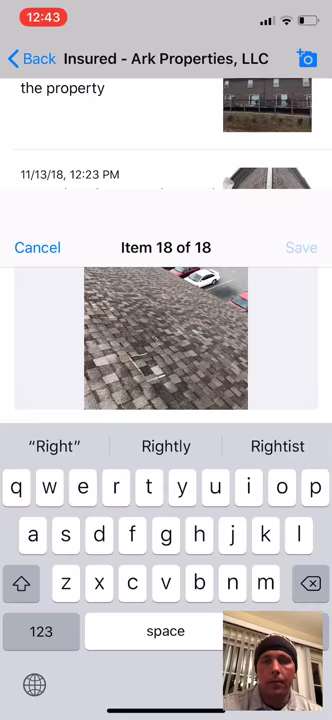 12:43
Back Insured - Ark Properties, LLC
the property
11/13/18, 12:23 PM
Cancel Item 18 of 18 Save
“Right” Rightly Rightist
q w e r t y u i o p
a s d f g h j k l
z x c v b n m
123 space